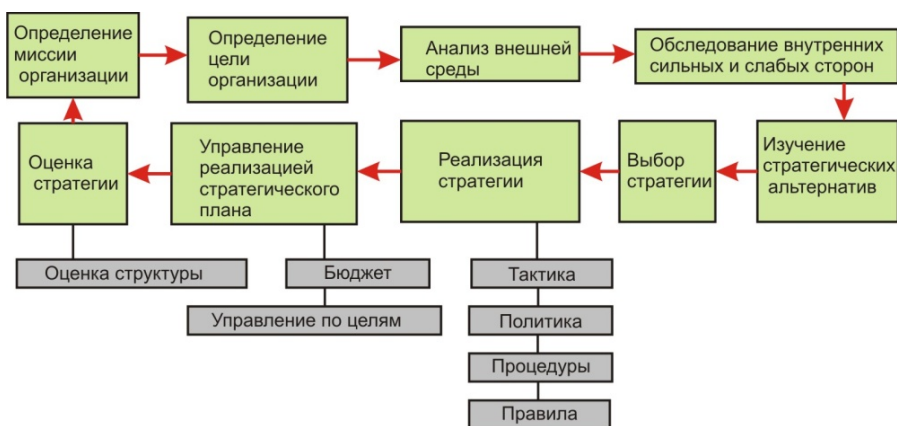 Определение
миссии
организации
Определение
цели
организации
Анализ внешней
среды
Обследование внутренних
сильных и слабых сторон
Оценка
стратегии
Управление
реализацией
стратегического
плана
Реализация
стратегии
Выбор
стратегии
Изучение
стратегических
альтернатив
Оценка структуры
Бюджет
Управление по целям
Тактика
Политика
Процедуры
Правила